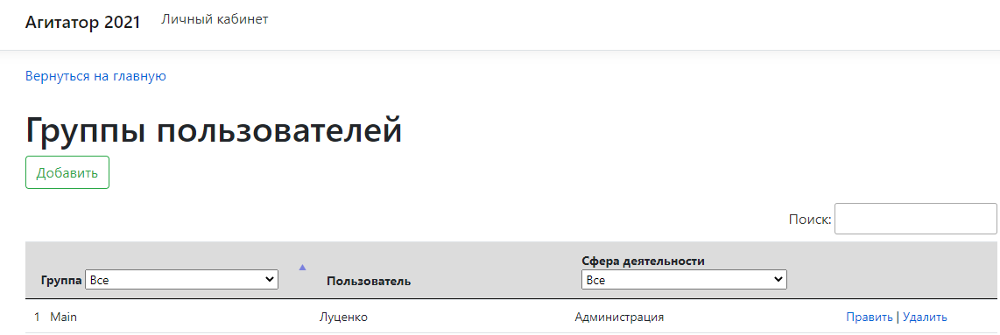 Агитатор 2021 Личный кабинет
Вернуться на главную
Группы пользователей
Добавить
Поиск:
Сфера деятельности
Группа Все Пользователь Все
1 Main Луценко Администрация Править | Удалить